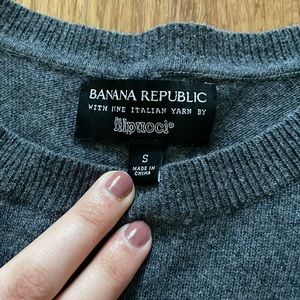 BANANA REPUBLIC
WITH FINE ITALIAN YARN BY
filpucci®
S
MADE IN
CHINA